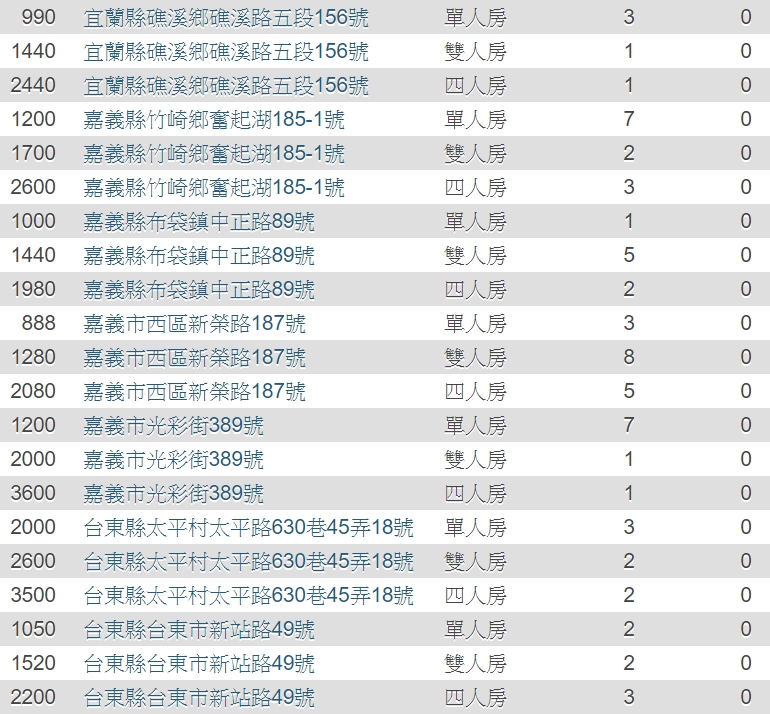 990 宜蘭縣礁溪鄉礁溪路五段156號 單人房 3 0
1440 宜蘭縣礁溪鄉礁溪路五段156號 雙人房 1 0
2440 宜蘭縣礁溪鄉礁溪路五段156號 四人房 1 0
1200 嘉義縣竹崎鄉奮起湖185-1號 單人房 7 0
1700 嘉義縣竹崎鄉奮起湖185-1號 雙人房 2 0
2600 嘉義縣竹崎鄉奮起湖185-1號 四人房 3 0
1000 嘉義縣布袋鎮中正路89號 單人房 1 0
1440 嘉義縣布袋鎮中正路89號 雙人房 5 0
1980 嘉義縣布袋鎮中正路89號 四人房 2 0
888 嘉義市西區新榮路187號 單人房 3 0
1280 嘉義市西區新榮路187號 雙人房 8 0
2080 嘉義市西區新榮路187號 四人房 5 0
1200 嘉義市光彩街389號 單人房 7 0
2000 嘉義市光彩街389號 雙人房 1 0
3600 嘉義市光彩街389號 四人房 1 0
2000 台東縣太平村太平路630巷45弄18號 單人房 3 0
2600 台東縣太平村太平路630巷45弄18號 雙人房 2 0
3500 台東縣太平村太平路630巷45弄18號 四人房 2 0
1050 台東縣台東市新站路49號 單人房 2 0
1520 台東縣台東市新站路49號 雙人房 2 0
2200 台東縣台東市新站路49號 四人房 3 0